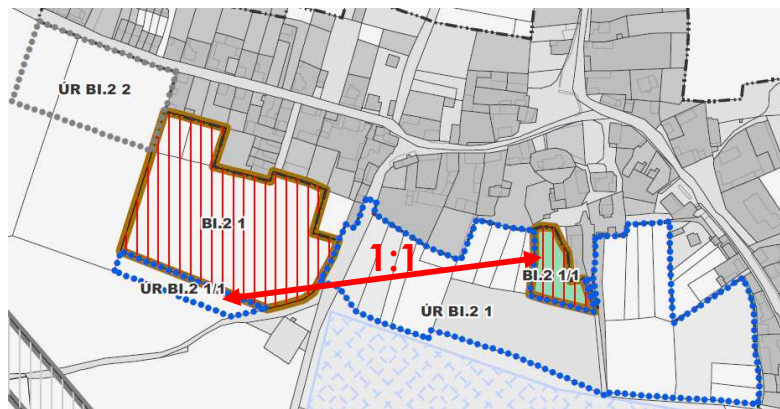 ÚR BI.2 2
BI.2 1
1:1
BI.2 1/1
ÚR BI.2 1/1
ÚR BI.2 1